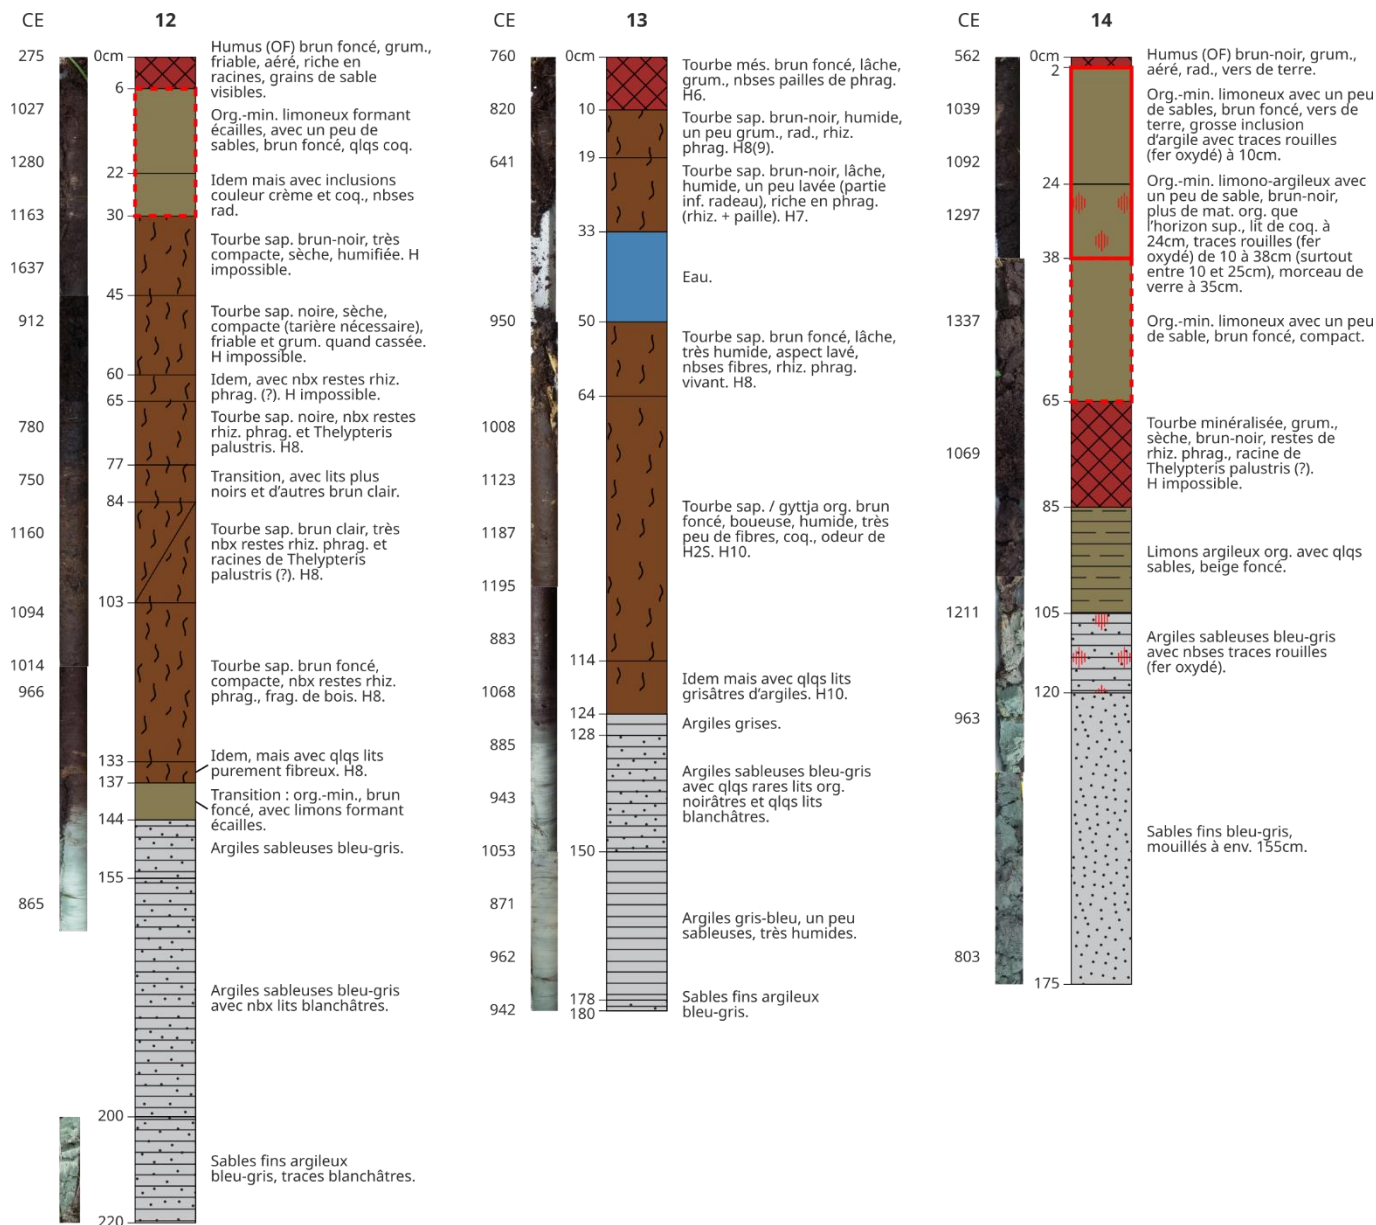 CE
12
275
1027
1280
1163
1637
912
780
750
1160
1094
1014
966
865
0cm
6
22
30
45
60
65
77
84
103
133
137
144
155
200
220
Humus (OF) brun foncé, grum.,
friable, aéré, riche en
racines, grains de sable
visibles.
Org.-min. limoneux formant
écailles, avec un peu de
sables, brun foncé, qlqs coq.
Idem mais avec inclusions
couleur crème et coq., nbses
rad.
Tourbe sap. brun-noir, très
compacte, sèche, humifiée. H
impossible.
Tourbe sap. noire, sèche,
compacte (tarière nécessaire),
friable et grum. quand cassée.
H impossible.
Idem, avec nbx restes rhiz.
phrag. (?). H impossible.
Tourbe sap. noire, nbx restes
rhiz. phrag. et Thelypteris
palustris. H8.
Transition, avec lits plus
noirs et d'autres brun clair.
Tourbe sap. brun clair, très
nbx restes rhiz. phrag. et
racines de Thelypteris
palustris (?). H8.
Tourbe sap. brun foncé,
compacte, nbx restes rhiz.
phrag., frag. de bois. H8.
Idem, mais avec qlqs lits
purement fibreux. H8.
Transition : org.-min., brun
foncé, avec limons formant
écailles.
Argiles sableuses bleu-gris.
Argiles sableuses bleu-gris
avec nbx lits blanchâtres.
Sables fins argileux
bleu-gris, traces blanchâtres.
CE
13
760
820
641
950
1008
1123
1187
1195
883
1068
885
943
1053
871
962
942
0cm
10
19
33
50
64
114
124
128
150
178
180
Tourbe més. brun foncé, lâche,
grum., nbses pailles de phrag.
H6.
Tourbe sap. brun-noir, humide,
un peu grum., rad., rhiz.
phrag. H8(9).
Tourbe sap. brun-noir, lâche,
humide, un peu lavée (partie
inf. radeau), riche en phrag.
(rhiz. + paille). H7.
Eau.
Tourbe sap. brun foncé, lâche,
très humide, aspect lavé,
nbses fibres, rhiz. phrag.
vivant. H8.
Tourbe sap. / gyttja org. brun
foncé, boueuse, humide, très
peu de fibres, coq., odeur de
H2S. H10.
Idem mais avec qlqs lits
grisâtres d'argiles. H10.
Argiles grises.
Argiles sableuses bleu-gris
avec qlqs rares lits org.
noirâtres et qlqs lits
blanchâtres.
Argiles gris-bleu, un peu
sableuses, très humides.
Sables fins argileux
bleu-gris.
CE
14
562
1039
1092
1297
1337
1069
1211
963
803
0cm
2
24
38
65
85
105
120
175
Humus (OF) brun-noir, grum.,
aéré, rad., vers de terre.
Org.-min. limoneux avec un peu
de sables, brun foncé, vers de
terre, grosse inclusion
d'argile avec traces rouilles
(fer oxydé) à 10cm.
Org.-min. limono-argileux avec
un peu de sable, brun-noir,
plus de mat. org. que
l'horizon sup., lit de coq. à
24cm, traces rouilles (fer
oxydé) de 10 à 38cm (surtout
entre 10 et 25cm), morceau de
verre à 35cm.
Org.-min. limoneux avec un peu
de sable, brun foncé, compact.
Tourbe minéralisée, grum.,
sèche, brun-noir, restes de
rhiz. phrag., racine de
Thelypteris palustris (?).
H impossible.
Limons argileux org. avec qlqs
sables, beige foncé.
Argiles sableuses bleu-gris
avec nbses traces rouilles
(fer oxydé).
Sables fins bleu-gris,
mouillés à env. 155cm.